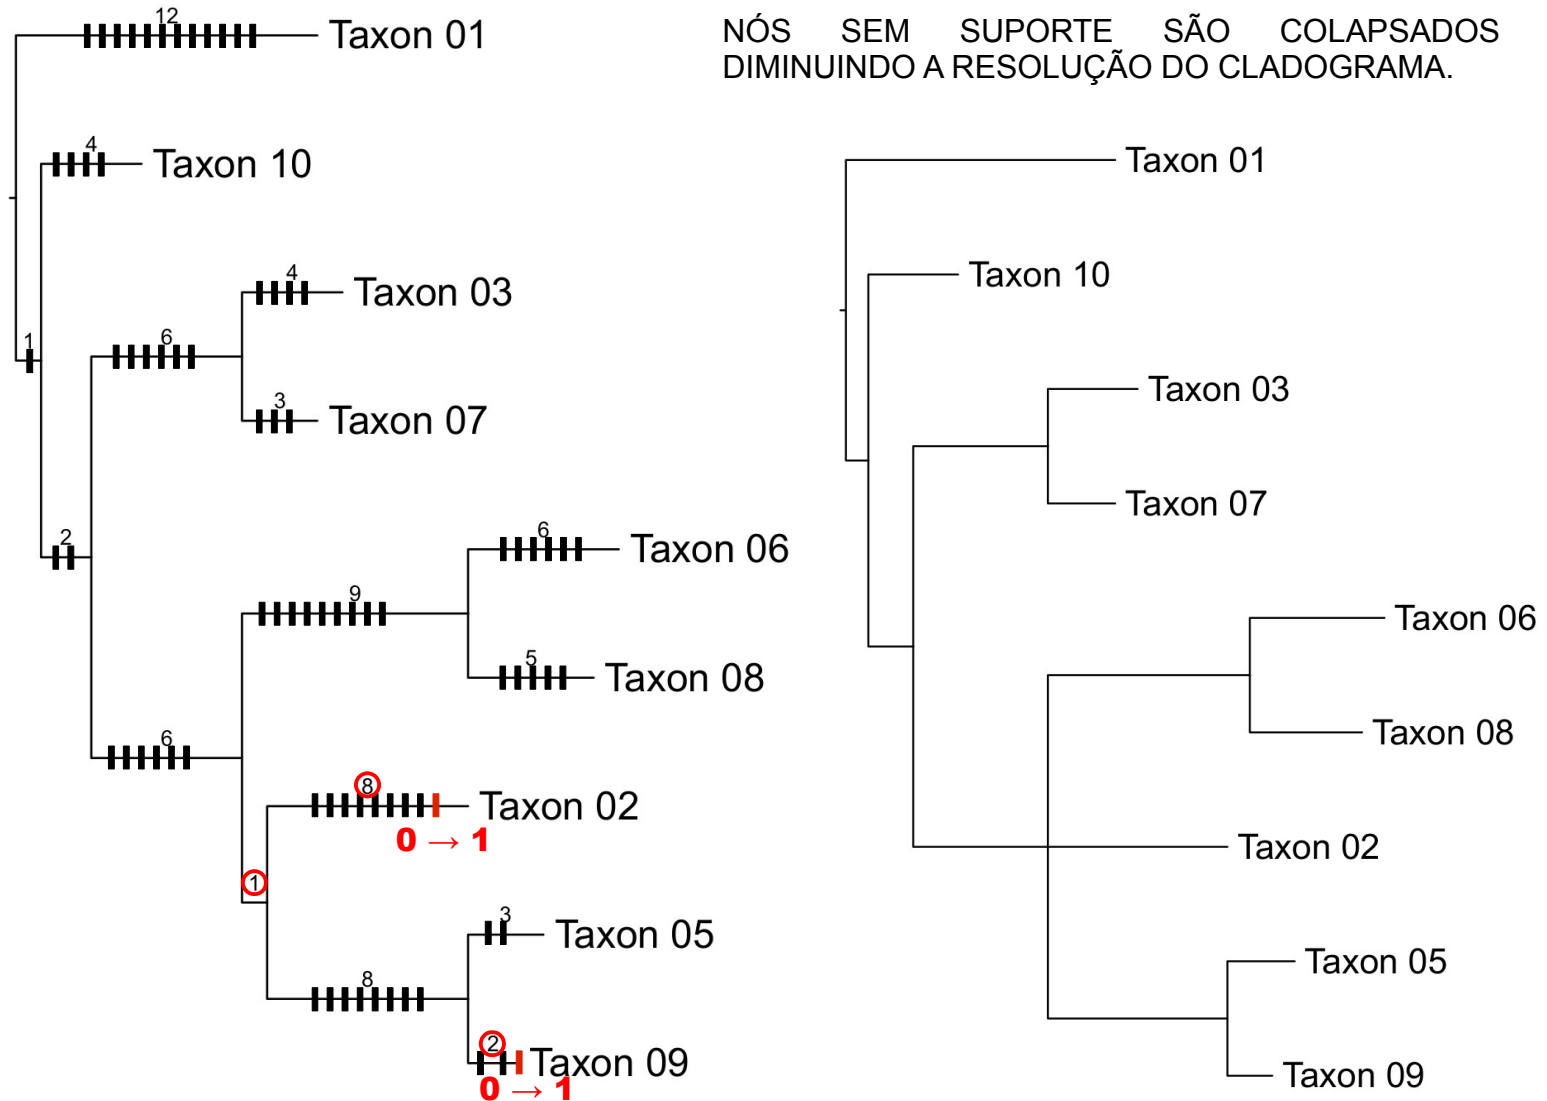 12
Taxon 01
NÓS SEM SUPORTE SÃO COLAPSADOS
DIMINUINDO A RESOLUÇÃO DO CLADOGRAMA.
4
Taxon 10
4
Taxon 03
1
6
3
Taxon 07
2
6
Taxon 06
9
5
Taxon 08
6
8
Taxon 02
0 → 1
1
3
Taxon 05
8
2
Taxon 09
0 → 1
Taxon 01
Taxon 10
Taxon 03
Taxon 07
Taxon 06
Taxon 08
Taxon 02
Taxon 05
Taxon 09